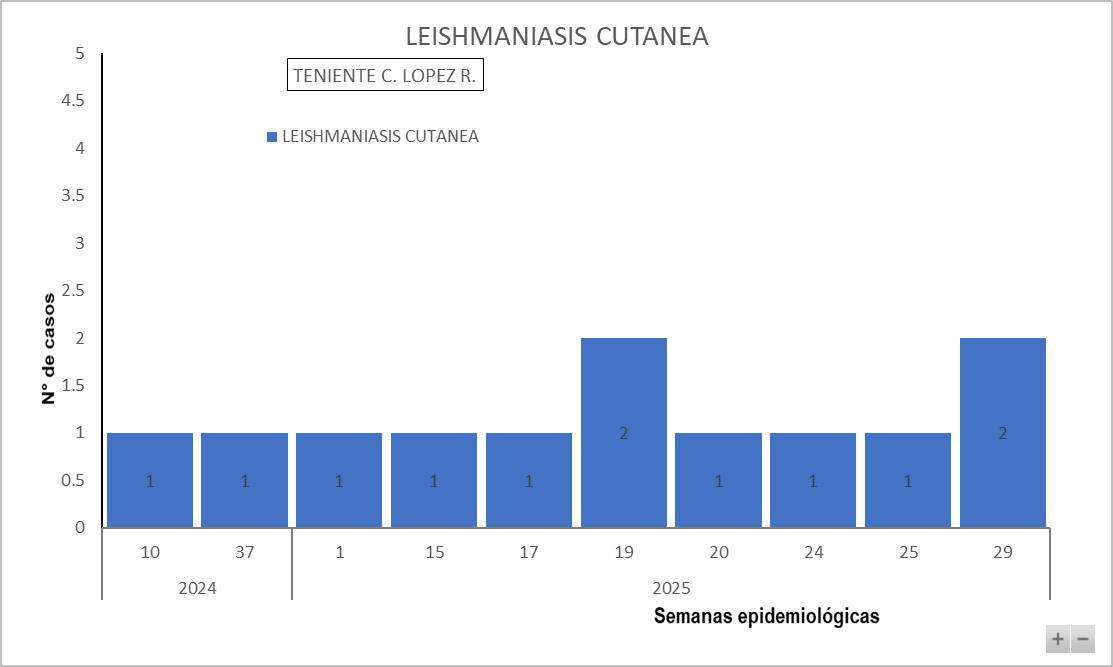 LEISHMANIASIS CUTANEA
TENIENTE C. LOPEZ R.
LEISHMANIASIS CUTANEA
N° de casos
5
4.5
4
3.5
3
2.5
2
1.5
1
0.5
0
1 1 1 1 1 2 1 1 1 2
10 37 1 15 17 19 20 24 25 29
2024 2025
Semanas epidemiológicas
+ −